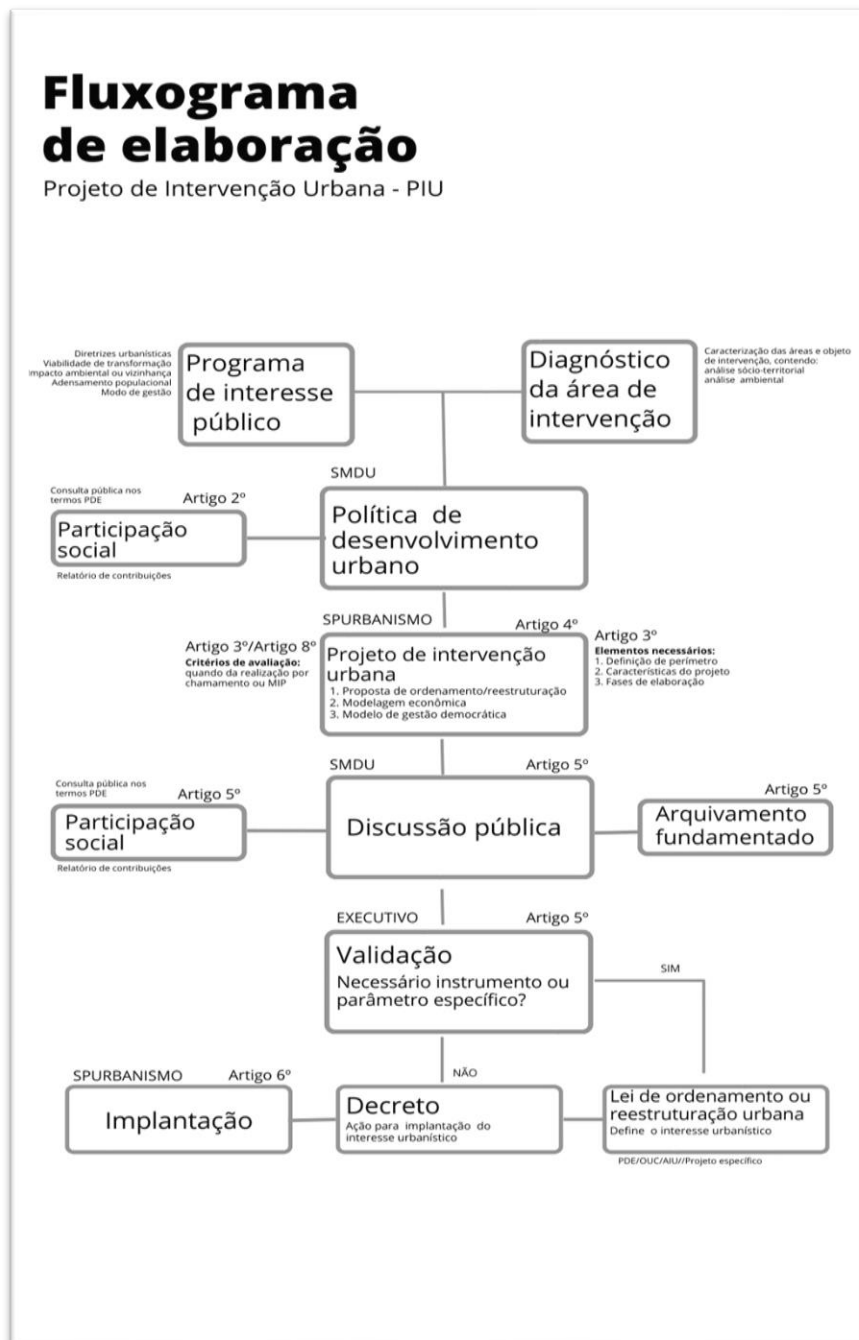 Fluxograma
de elaboração
Projeto de Intervenção Urbana - PIU
Diretrizes urbanísticas
Viabilidade de transformação
mpacto ambiental ou vizinhança
Adensamento populacional
Modo de gestão
Programa
de interesse
público
Diagnóstico
da área de
intervenção
Caracterização das áreas e objeto
de intervenção, contendo:
análise sócio-territorial
análise ambiental
SMDU
Política de
desenvolvimento
urbano
Consulta pública nos
termos PDE
Artigo 2º
Participação
social
Relatório de contribuições
SPURBANISMO
Artigo 4º
Projeto de intervenção
urbana
1. Proposta de ordenamento/reestruturação
2. Modelagem econômica
3. Modelo de gestão democrática
Artigo 3º/Artigo 8º
Critérios de avaliação:
quando da realização por
chamamento ou MIP
Artigo 3º
Elementos necessários:
1. Definição de perímetro
2. Características do projeto
3. Fases de elaboração
SMDU
Artigo 5º
Discussão pública
Consulta pública nos
termos PDE
Artigo 5º
Participação
social
Relatório de contribuições
Artigo 5º
Arquivamento
fundamentado
EXECUTIVO
Artigo 5º
Validação
Necessário instrumento ou
parâmetro específico?
SIM
NÃO
SPURBANISMO
Artigo 6º
Implantação
Decreto
Ação para implantação do
interesse urbanístico
Lei de ordenamento ou
reestruturação urbana
Define o interesse urbanístico
PDE/OUC/AIU//Projeto específico